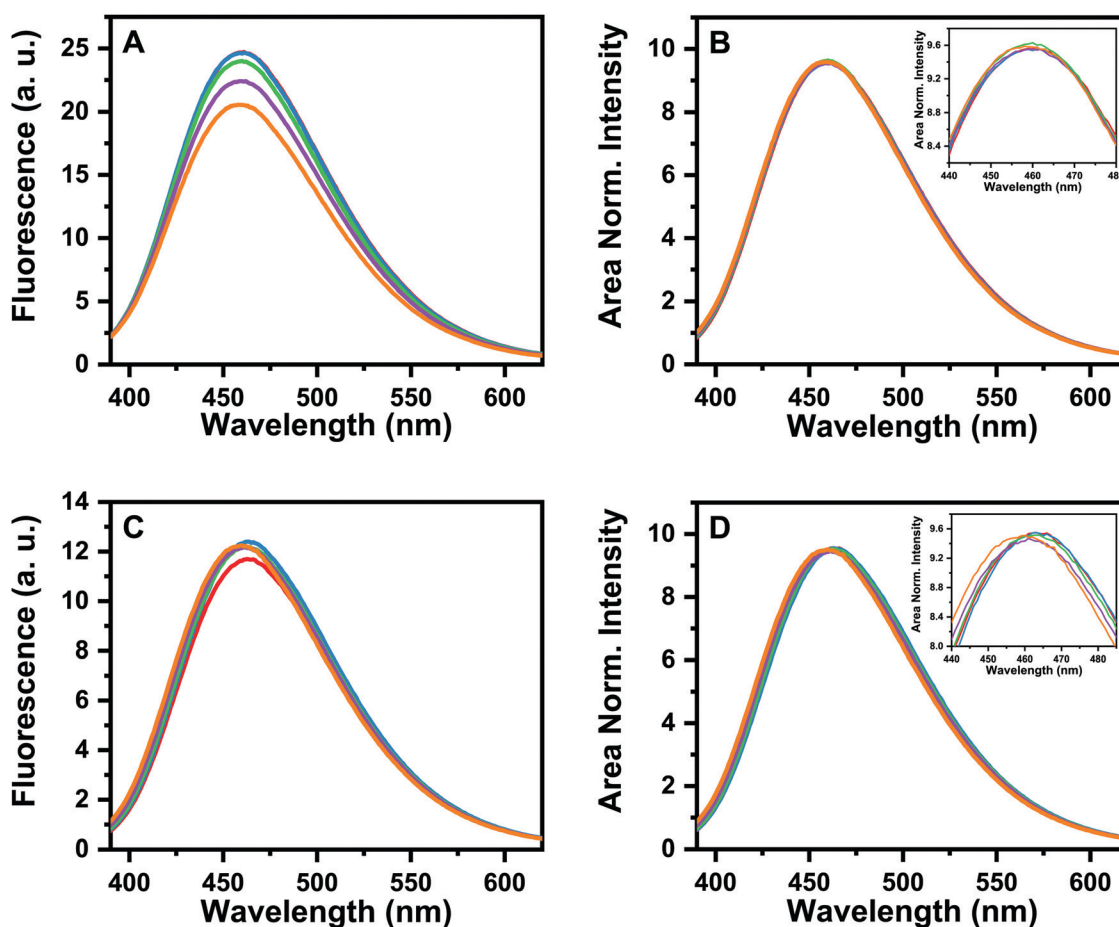 A
Fluorescence (a. u.)
25
20
15
10
5
0
400 450 500 550 600
Wavelength (nm)
B
Area Norm. Intensity
10
8
6
4
2
0
400 450 500 550 600
Wavelength (nm)
Area Norm. Intensity
9.6
9.2
8.8
8.4
440 450 460 470 480
Wavelength (nm)
C
Fluorescence (a. u.)
14
12
10
8
6
4
2
0
400 450 500 550 600
Wavelength (nm)
D
Area Norm. Intensity
10
8
6
4
2
0
400 450 500 550 600
Wavelength (nm)
Area Norm. Intensity
9.6
9.2
8.8
8.4
8.0
440 450 460 470 480
Wavelength (nm)